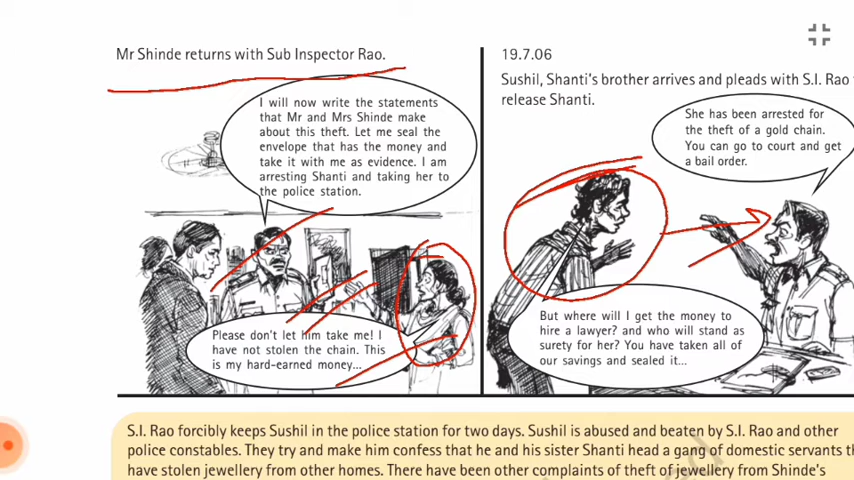 Mr Shinde returns with Sub Inspector Rao.
I will now write the statements
that Mr and Mrs Shinde make
about this theft. Let me seal the
envelope that has the money and
take it with me as evidence. I am
arresting Shanti and taking her to
the police station.
Please don't let him take me! I
have not stolen the chain. This
is my hard-earned money...
19.7.06
Sushil, Shanti's brother arrives and pleads with S.I. Rao
release Shanti.
She has been arrested for
the theft of a gold chain.
You can go to court and get
a bail order.
But where will I get the money to
hire a lawyer? and who will stand as
surety for her? You have taken all of
our savings and sealed it...
S.I. Rao forcibly keeps Sushil in the police station for two days. Sushil is abused and beaten by S.I. Rao and other
police constables. They try and make him confess that he and his sister Shanti head a gang of domestic servants
have stolen jewellery from other homes. There have been other complaints of theft of jewellery from Shinde's